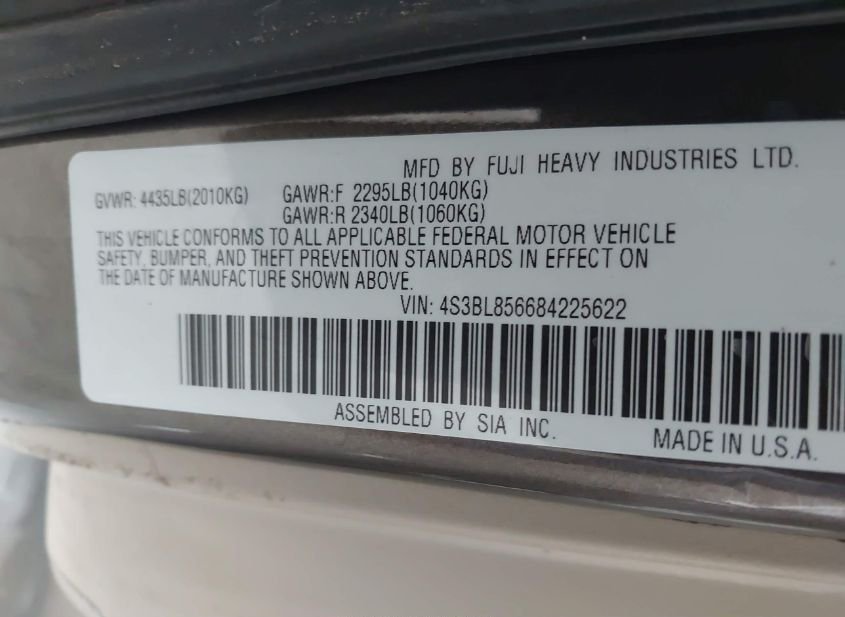 MFD BY FUJI HEAVY INDUSTRIES LTD.
GVWR: 4435LB(2010KG) GAWR:F 2295LB(1040KG)
GAWR:R 2340LB(1060KG)
THIS VEHICLE CONFORMS TO ALL APPLICABLE FEDERAL MOTOR VEHICLE
SAFETY, BUMPER, AND THEFT PREVENTION STANDARDS IN EFFECT ON
THE DATE OF MANUFACTURE SHOWN ABOVE.
VIN: 4S3BL856684225622
ASSEMBLED BY SIA INC.
MADE IN U.S.A.